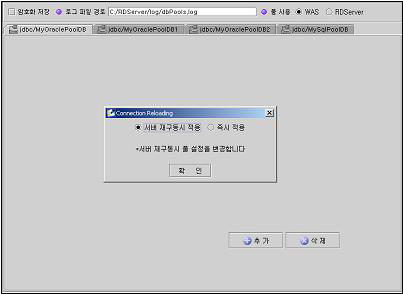 암호화 저장 로그 파일 경로 C:/RDServer/log/dbPools.log 풀 사용 WAS RDServer
jdbc/MyOraclePoolDB jdbc/MyOraclePoolDB1 jdbc/MyOraclePoolDB2 jdbc/MySqlPoolDB
Connection Reloading
서버 재구동시 적용 즉시 적용
*서버 재구동시 풀 설정을 변경합니다
확 인
추 가 삭 제